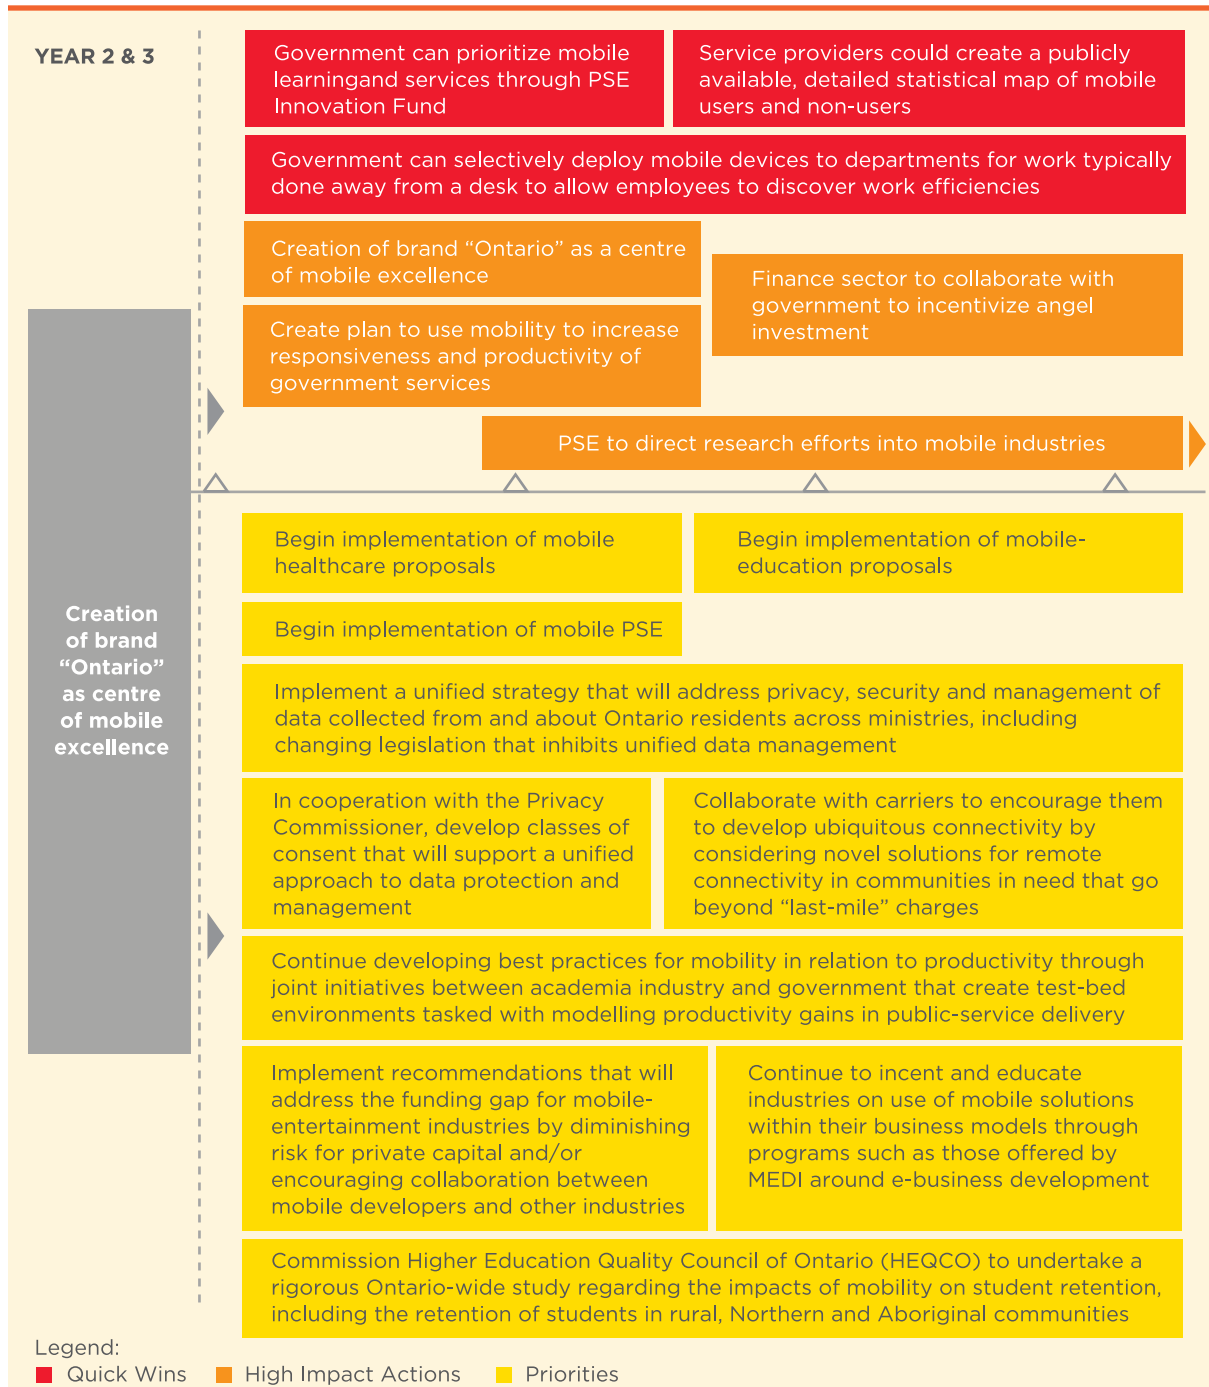 YEAR 2 & 3
Government can prioritize mobile
learningand services through PSE
Innovation Fund
Service providers could create a publicly
available, detailed statistical map of mobile
users and non-users
Government can selectively deploy mobile devices to departments for work typically
done away from a desk to allow employees to discover work efficiencies
Creation of brand “Ontario” as a centre
of mobile excellence
Finance sector to collaborate with
government to incentivize angel
investment
Create plan to use mobility to increase
responsiveness and productivity of
government services
PSE to direct research efforts into mobile industries
Creation
of brand
“Ontario”
as centre
of mobile
excellence
Begin implementation of mobile
healthcare proposals
Begin implementation of mobile-
education proposals
Begin implementation of mobile PSE
Implement a unified strategy that will address privacy, security and management of
data collected from and about Ontario residents across ministries, including
changing legislation that inhibits unified data management
In cooperation with the Privacy
Commissioner, develop classes of
consent that will support a unified
approach to data protection and
management
Collaborate with carriers to encourage them
to develop ubiquitous connectivity by
considering novel solutions for remote
connectivity in communities in need that go
beyond “last-mile” charges
Continue developing best practices for mobility in relation to productivity through
joint initiatives between academia industry and government that create test-bed
environments tasked with modelling productivity gains in public-service delivery
Implement recommendations that will
address the funding gap for mobile-
entertainment industries by diminishing
risk for private capital and/or
encouraging collaboration between
mobile developers and other industries
Continue to incent and educate
industries on use of mobile solutions
within their business models through
programs such as those offered by
MEDI around e-business development
Commission Higher Education Quality Council of Ontario (HEQCO) to undertake a
rigorous Ontario-wide study regarding the impacts of mobility on student retention,
including the retention of students in rural, Northern and Aboriginal communities
Legend:
Quick Wins
High Impact Actions
Priorities